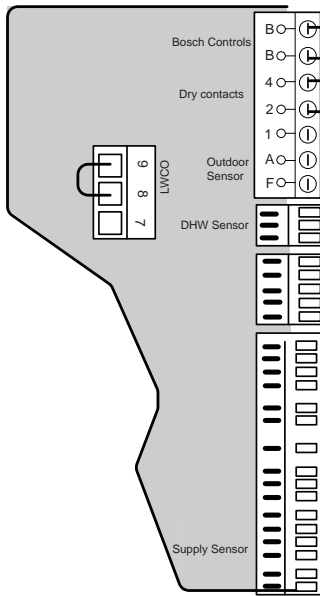 Bosch Controls
Dry contacts
Outdoor
Sensor
DHW Sensor
Supply Sensor
B
B
4
2
1
A
F
LWCO
9
8
7